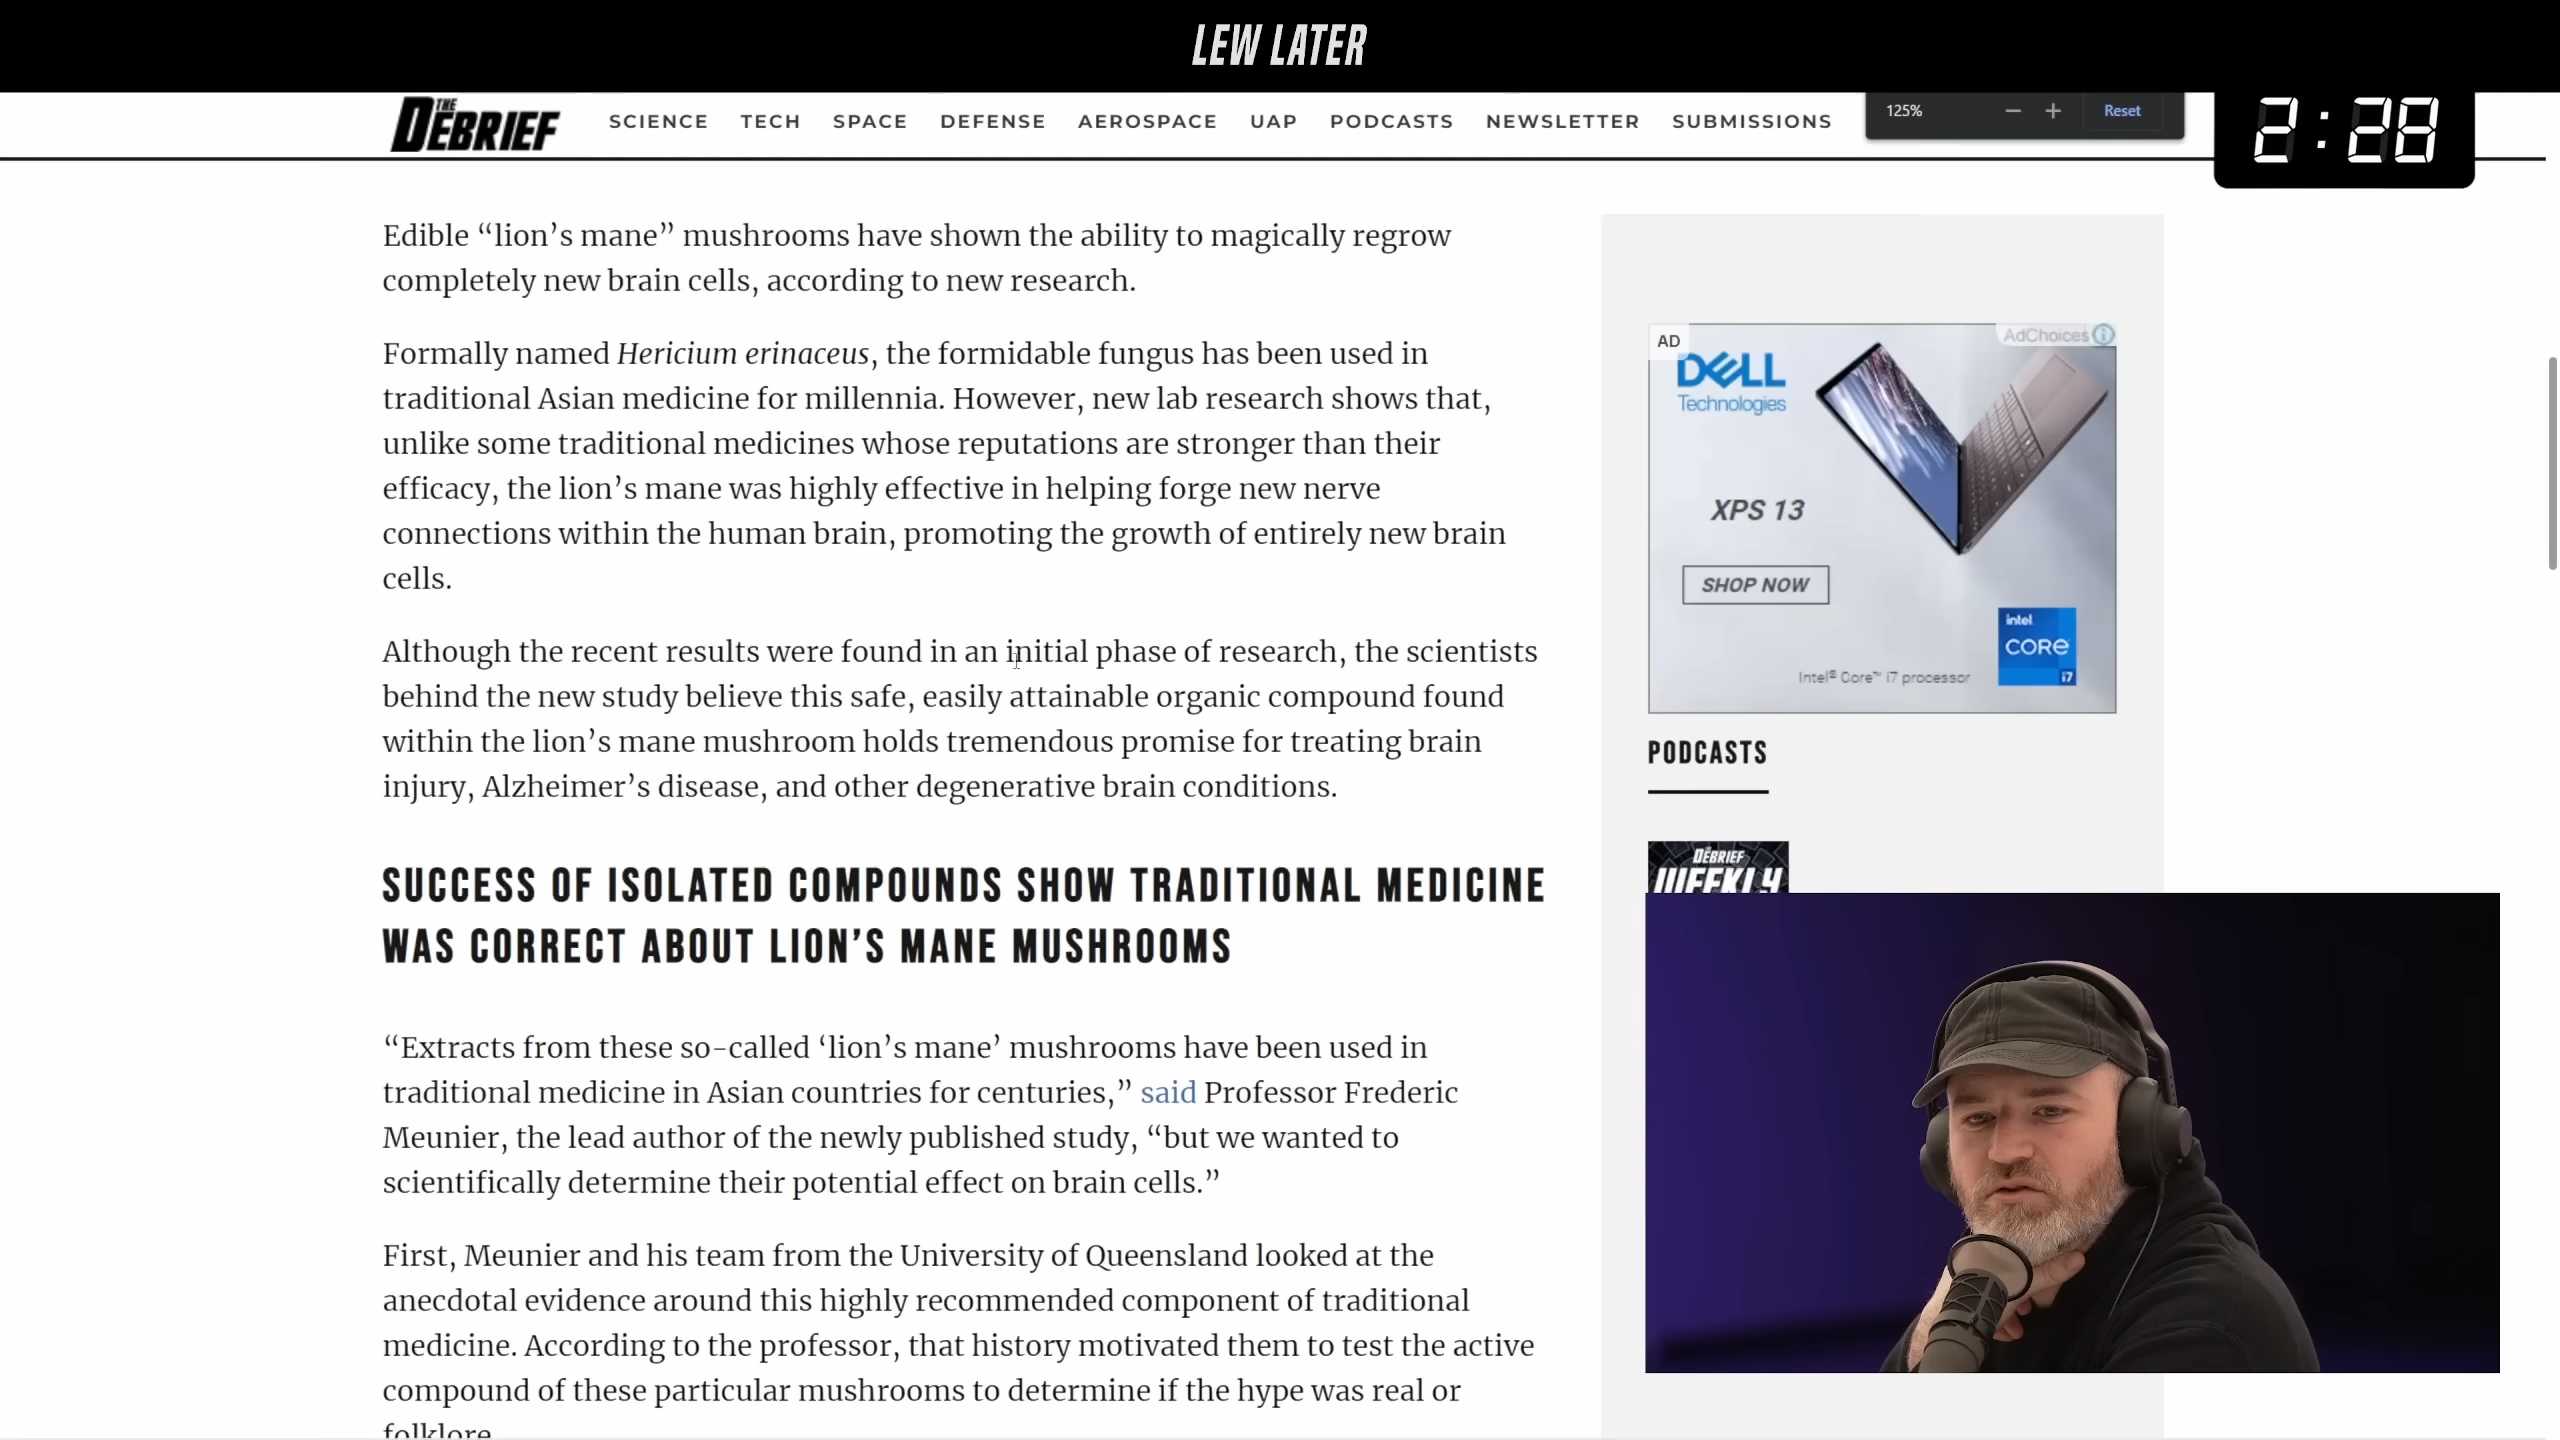 LEW LATER
THE DEBRIEF
SCIENCE TECH SPACE DEFENSE AEROSPACE UAP PODCASTS NEWSLETTER SUBMISSIONS
125% − + Reset
2:28
Edible “lion’s mane” mushrooms have shown the ability to magically regrow
completely new brain cells, according to new research.
Formally named Hericium erinaceus, the formidable fungus has been used in
traditional Asian medicine for millennia. However, new lab research shows that,
unlike some traditional medicines whose reputations are stronger than their
efficacy, the lion’s mane was highly effective in helping forge new nerve
connections within the human brain, promoting the growth of entirely new brain
cells.
Although the recent results were found in an initial phase of research, the scientists
behind the new study believe this safe, easily attainable organic compound found
within the lion’s mane mushroom holds tremendous promise for treating brain
injury, Alzheimer’s disease, and other degenerative brain conditions.
SUCCESS OF ISOLATED COMPOUNDS SHOW TRADITIONAL MEDICINE
WAS CORRECT ABOUT LION’S MANE MUSHROOMS
“Extracts from these so-called ‘lion’s mane’ mushrooms have been used in
traditional medicine in Asian countries for centuries,” said Professor Frederic
Meunier, the lead author of the newly published study, “but we wanted to
scientifically determine their potential effect on brain cells.”
First, Meunier and his team from the University of Queensland looked at the
anecdotal evidence around this highly recommended component of traditional
medicine. According to the professor, that history motivated them to test the active
compound of these particular mushrooms to determine if the hype was real or
folklore.
AD
AdChoices
DELL
Technologies
XPS 13
SHOP NOW
intel
CORE
i7
Intel® Core™ i7 processor
PODCASTS
THE DEBRIEF
WEEKLY